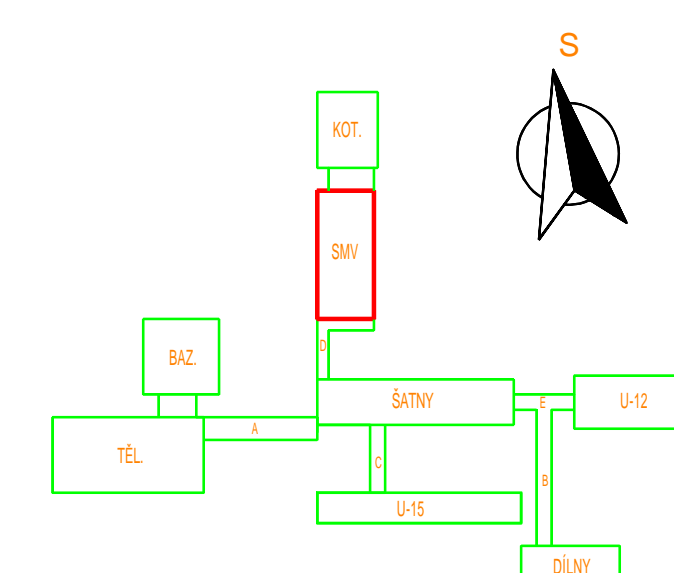 S
KOT.
SMV
D
BAZ.
ŠATNY
E
U-12
A
TĚL.
C
B
U-15
DÍLNY